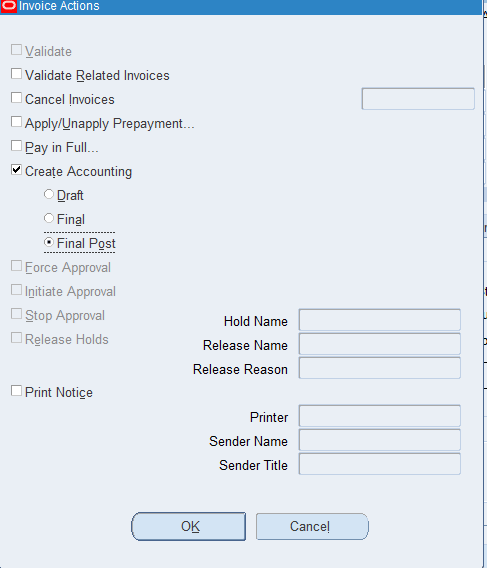 Invoice Actions
Validate
Validate Related Invoices
Cancel Invoices
Apply/Unapply Prepayment...
Pay in Full...
Create Accounting
Draft
Final
Final Post
Force Approval
Initiate Approval
Stop Approval
Hold Name
Release Holds
Release Name
Release Reason
Print Notice
Printer
Sender Name
Sender Title
OK
Cancel